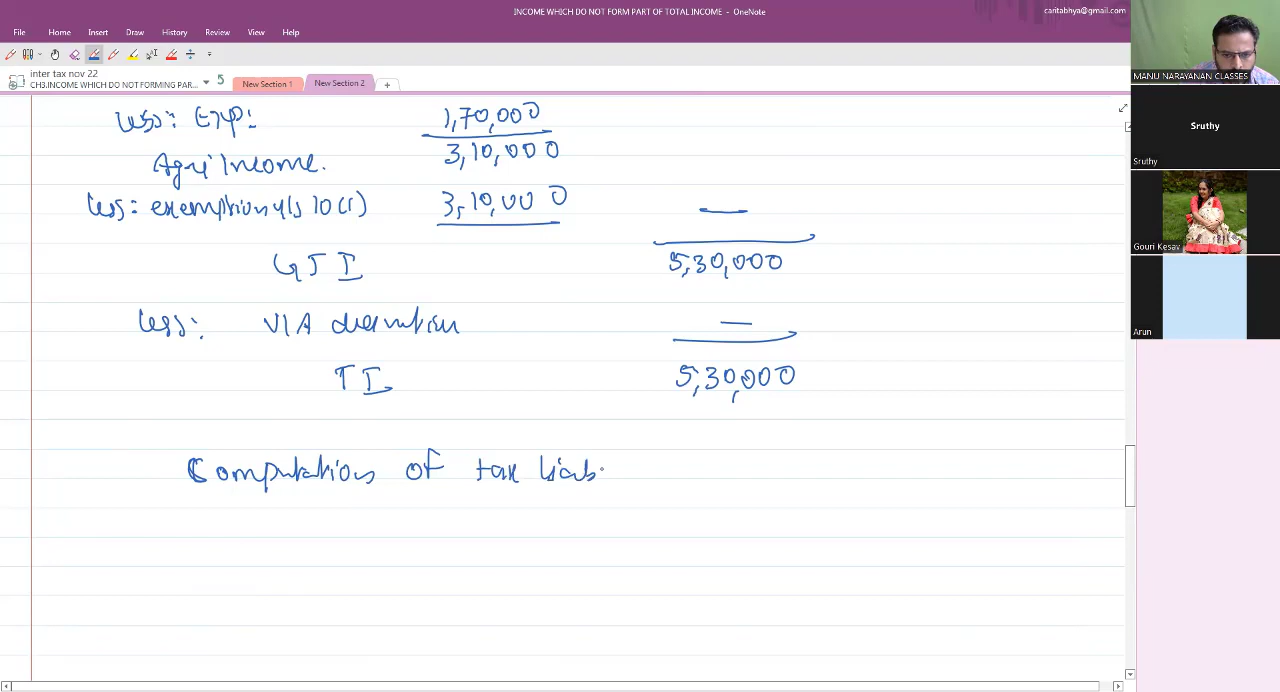 INCOME WHICH DO NOT FORM PART OF TOTAL INCOME - OneNote
caritabhya@gmail.com
File Home Insert Draw History Review View Help
inter tax nov 22
CH3.INCOME WHICH DO NOT FORMING PAR...
New Section 1 New Section 2 +
MANU NARAYANAN CLASSES
Sruthy
Sruthy
Gouri Kesav
Arun
less: Exp: 1,70,000
Agri Income. 3,10,000
less: exemption u/s 10(1) 3,10,000 —
GTI 5,30,000
less: VIA deduction —
TI 5,30,000
Computation of tax liab